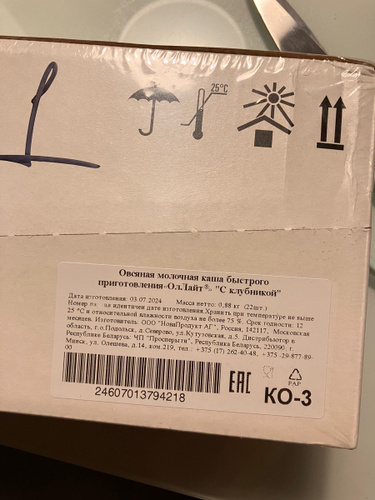 1
25°C
Овсяная молочная каша быстрого
приготовления«ОлЛайт®» "С клубникой"
Дата изготовления: 03.07.2024 Масса нетто: 0,88 кг (22шт.)
Номер идентичен дате изготовления.Хранить при температуре не выше
25 °C и относительной влажности воздуха не более 75 %. Срок годности: 12
месяцев. Изготовитель: ООО "НоваПродукт АГ", Россия, 142117, Московская
область, г.о.Подольск, д.Северово, ул.Кутузовская, д.5. Дистрибьютор в
Республике Беларусь: ЧП "Просперыти", Республика Беларусь, 220090, г.
Минск, ул. Олешева, д.14, ком.219, тел.: +375 (17) 262-40-48, +375-29-877-89-
00
24607013794218
EAC
PAP
КО-3